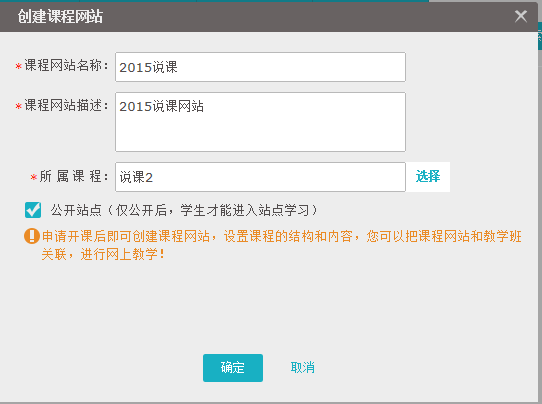 创建课程网站
*课程网站名称： 2015说课
*课程网站描述： 2015说课网站
*所属课程： 说课2 选择
公开站点（仅公开后，学生才能进入站点学习）
申请开课后即可创建课程网站，设置课程的结构和内容，您可以把课程网站和教学班
关联，进行网上教学！
确定 取消